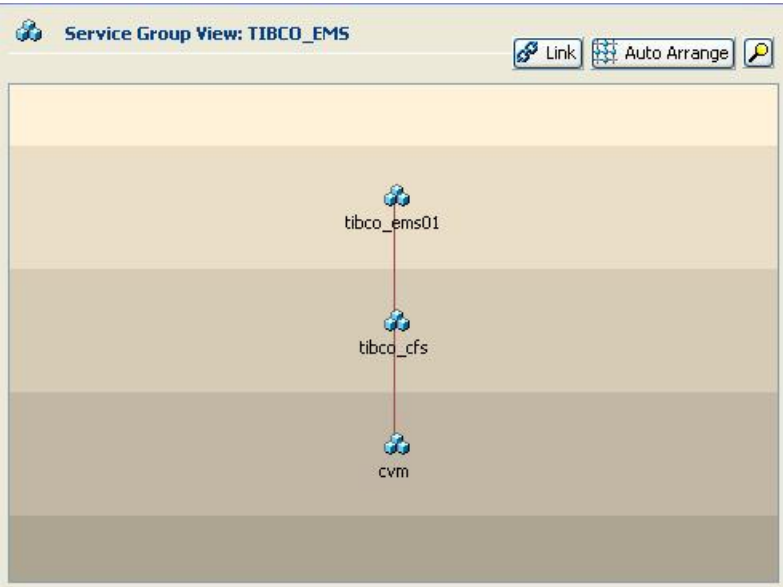 Service Group View: TIBCO_EMS
Link
Auto Arrange
tibco_ems01
tibco_cfs
cvm